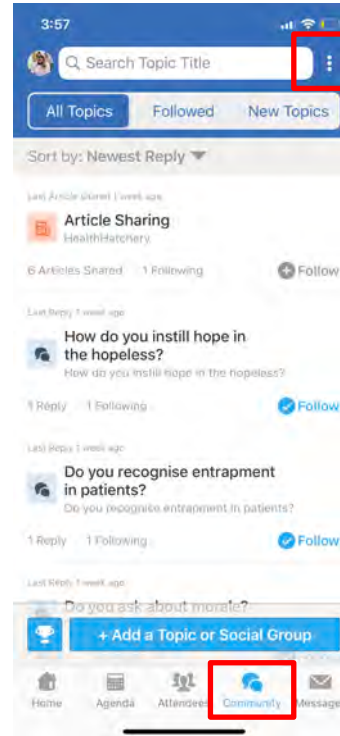 3:57
Search Topic Title
All Topics Followed New Topics
Sort by: Newest Reply
Last Article Shared 1 week ago
Article Sharing
HealthHatchery
6 Articles Shared 1 Following Follow
Last Reply 1 week ago
How do you instill hope in
the hopeless?
How do you instill hope in the hopeless?
1 Reply 1 Following Follow
Last Reply 1 week ago
Do you recognise entrapment
in patients?
Do you recognise entrapment in patients?
1 Reply 1 Following Follow
Last Reply 1 week ago
Do you ask about morale?
+ Add a Topic or Social Group
Home Agenda Attendees Community Message